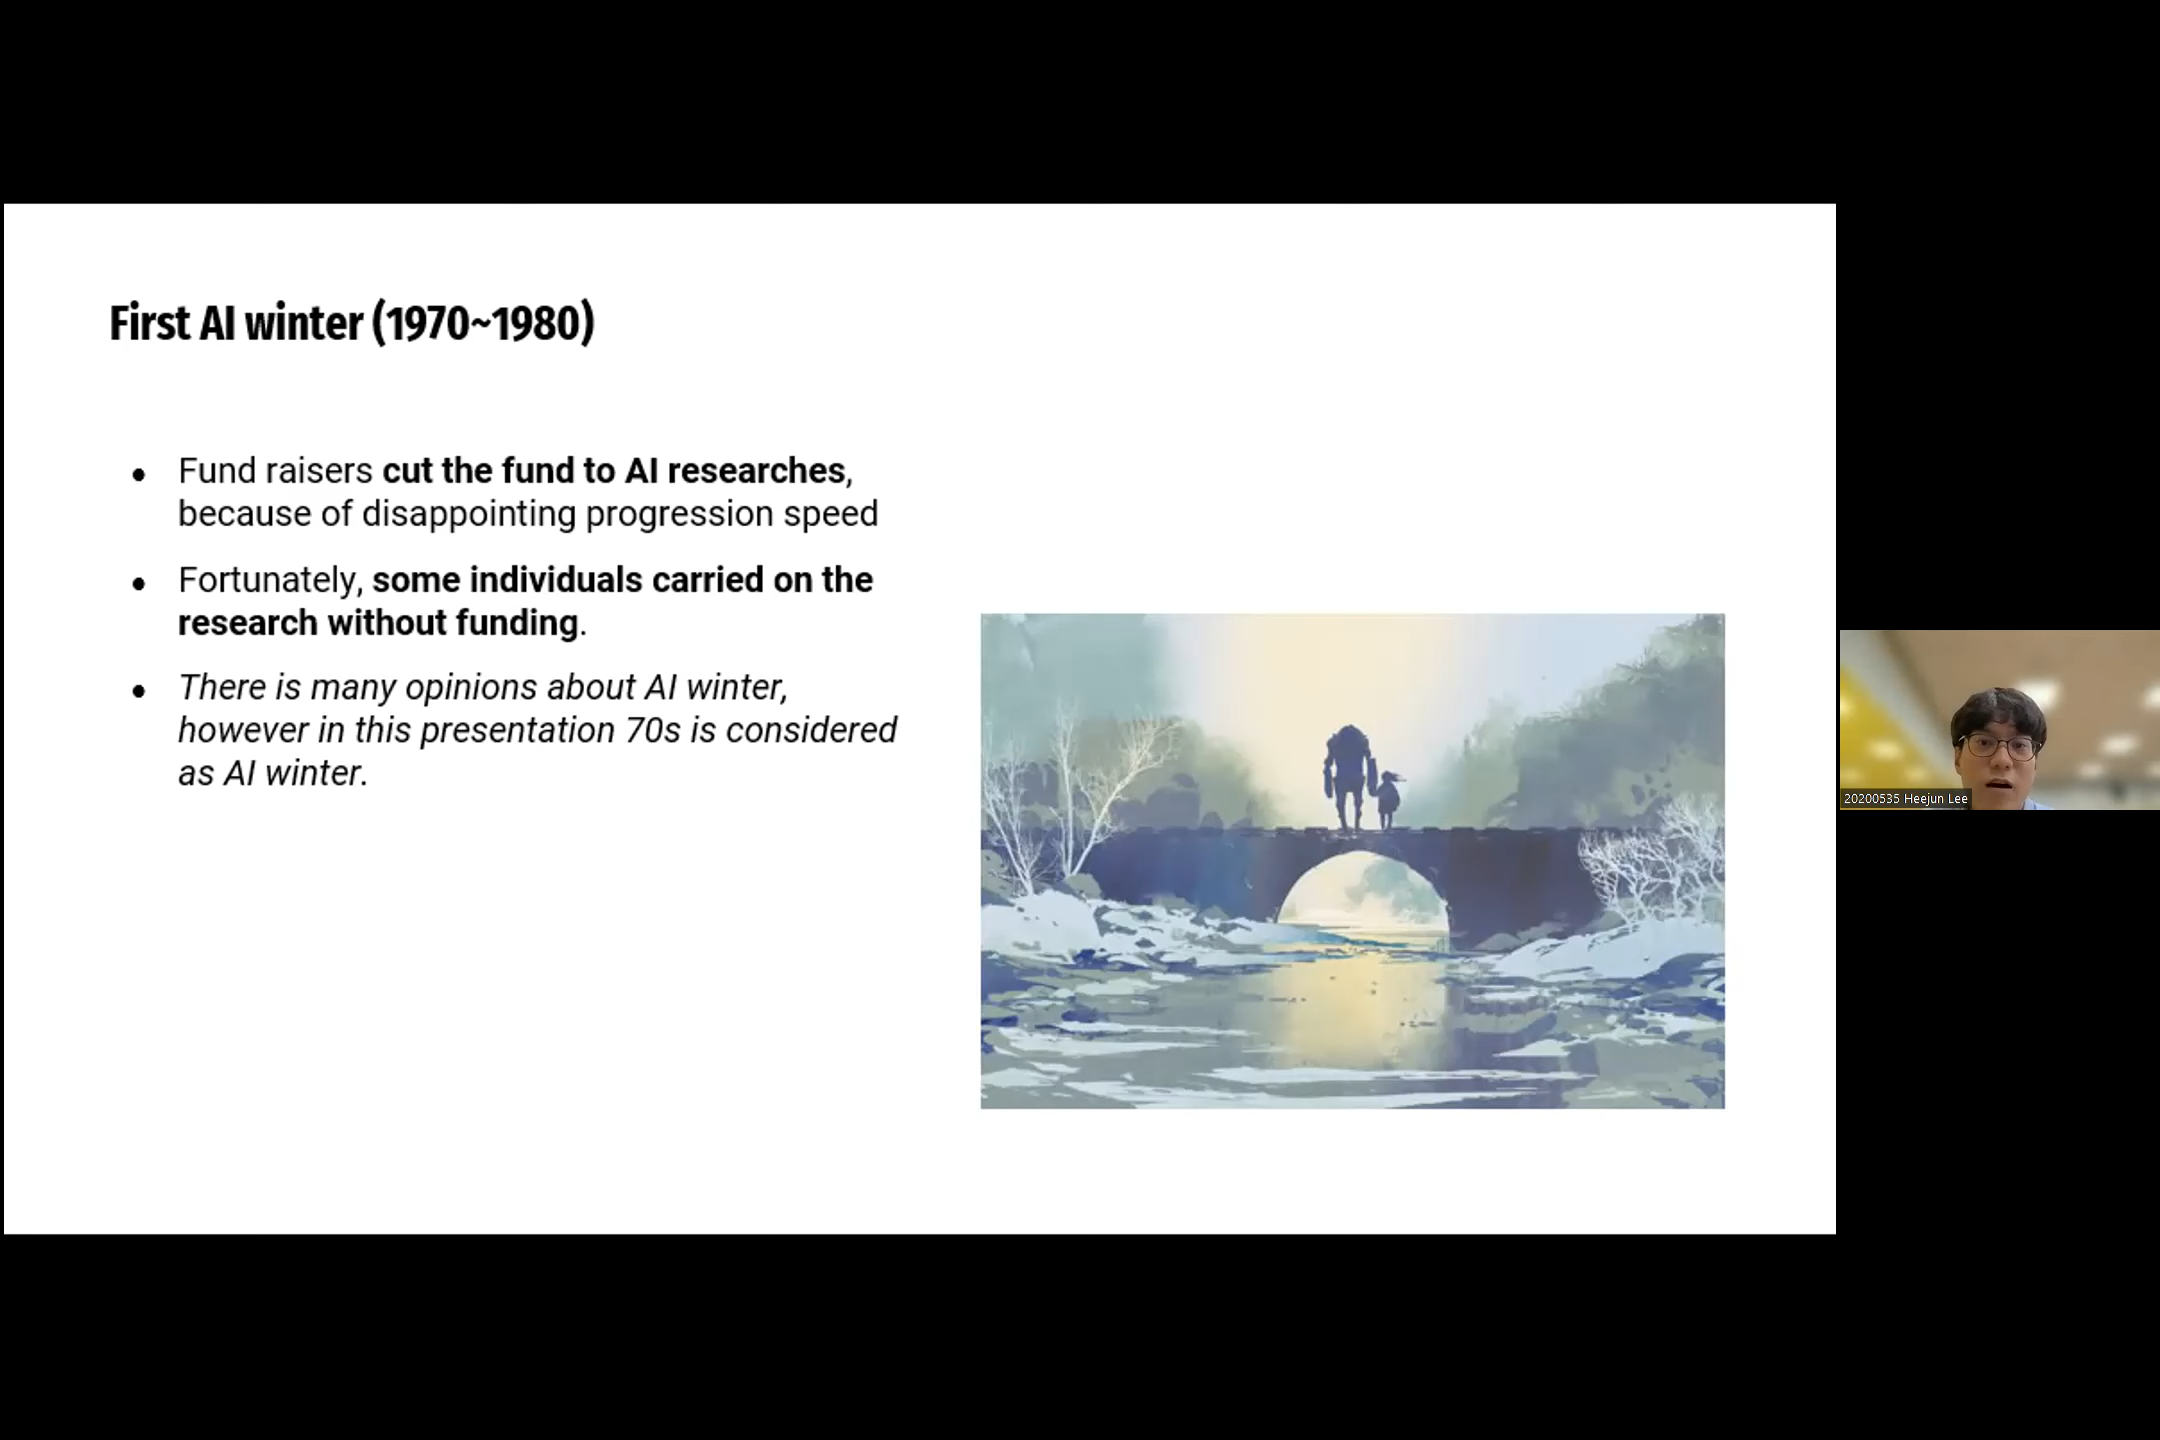 First AI winter (1970~1980)
● Fund raisers cut the fund to AI researches,
because of disappointing progression speed
● Fortunately, some individuals carried on the
research without funding.
● There is many opinions about AI winter,
however in this presentation 70s is considered
as AI winter.
20200535 Heejun Lee